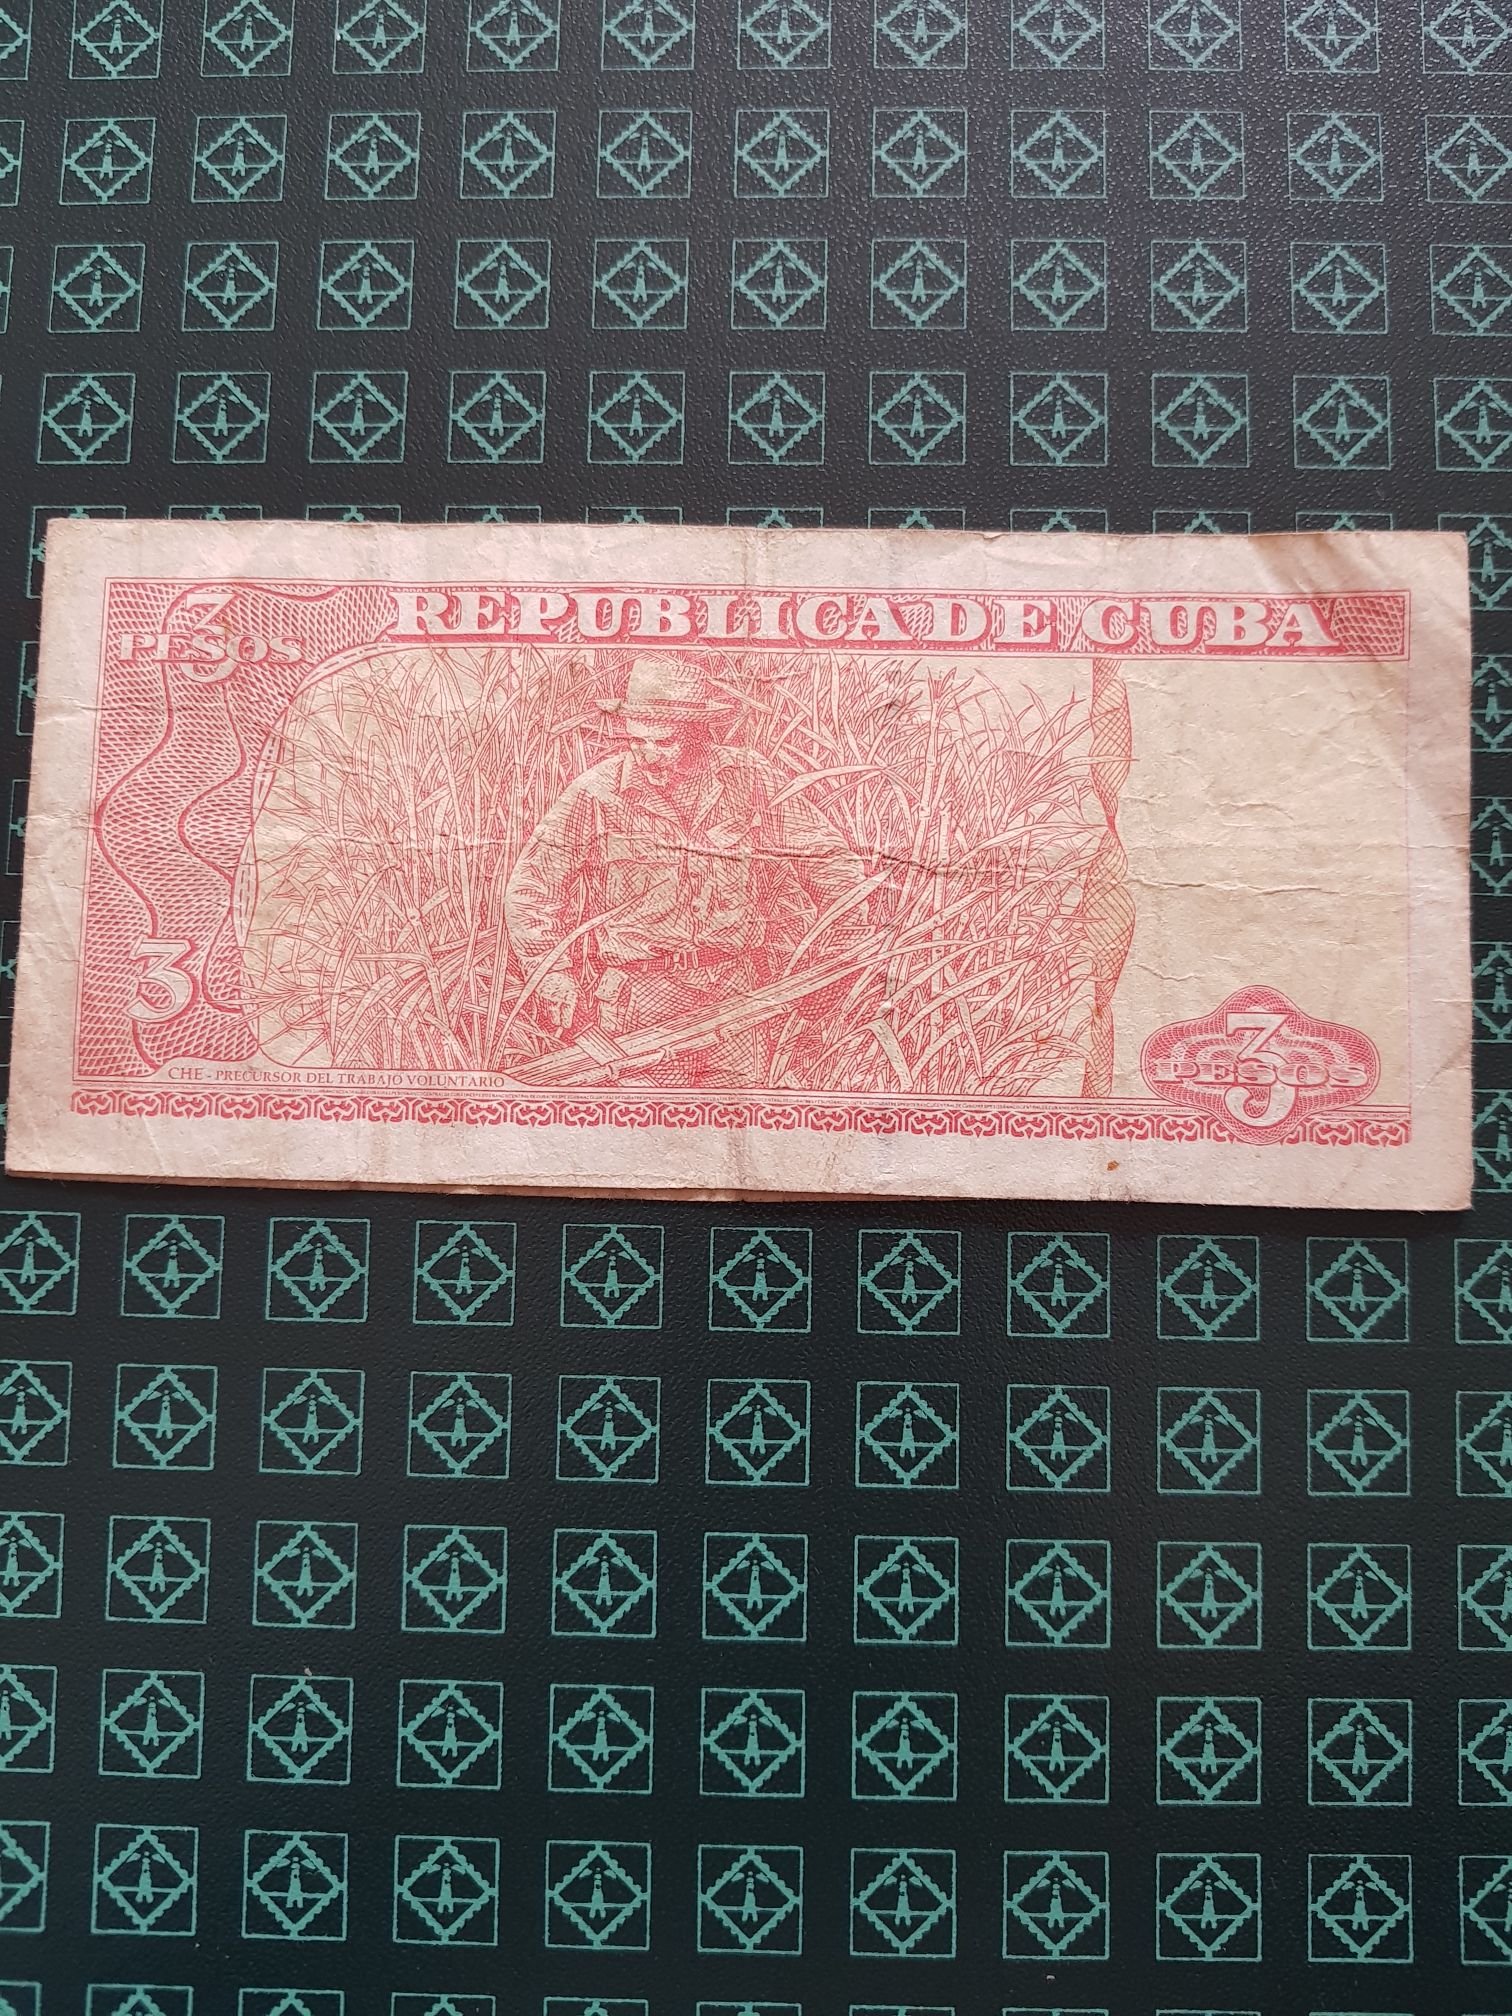 3
PESOS
REPUBLICA DE CUBA
3
CHE - PRECURSOR DEL TRABAJO VOLUNTARIO
3
PESOS